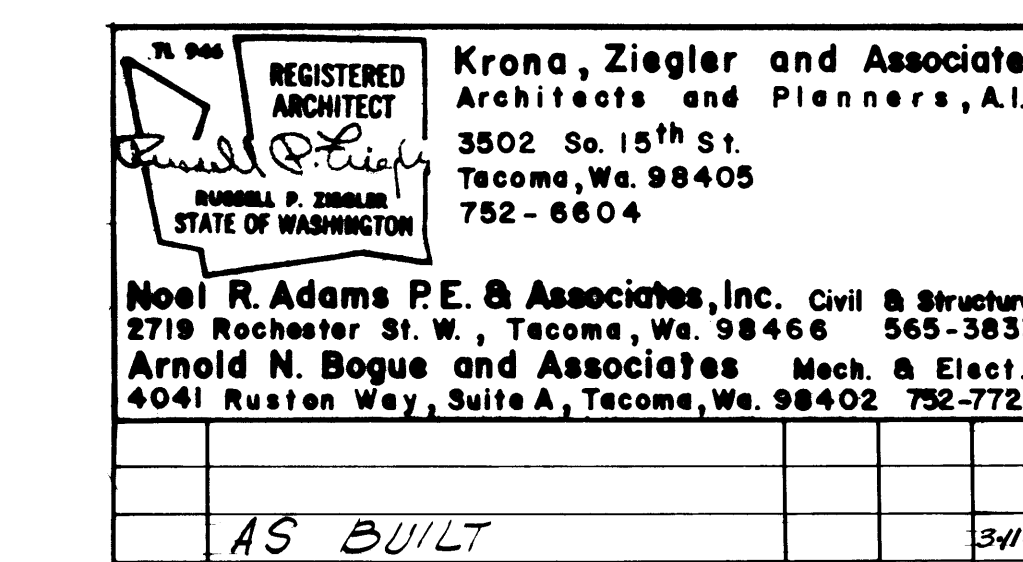 REGISTERED
ARCHITECT
Russell P. Ziegler
RUSSELL P. ZIEGLER
STATE OF WASHINGTON
Krona, Ziegler and Associate
Architects and Planners, A.I.
3502 So. 15th St.
Tacoma, Wa. 98405
752-6604
Noel R. Adams P.E. & Associates, Inc. Civil & Structur
2719 Rochester St. W., Tacoma, Wa. 98466 565-383
Arnold N. Bogue and Associates Mech. & Elect.
4041 Ruston Way, Suite A, Tacoma, Wa. 98402 752-772
AS BUILT
3-11